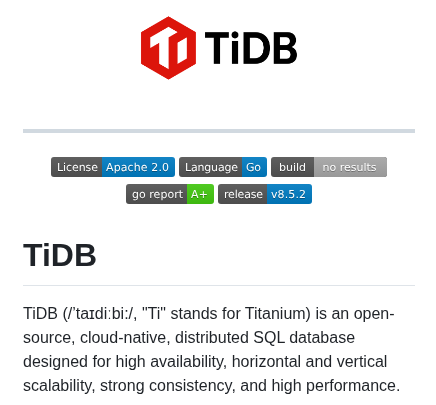 TiDB
License Apache 2.0 Language Go build no results
go report A+ release v8.5.2
TiDB
TiDB (/’taɪdiːbiː/, "Ti" stands for Titanium) is an open-
source, cloud-native, distributed SQL database
designed for high availability, horizontal and vertical
scalability, strong consistency, and high performance.